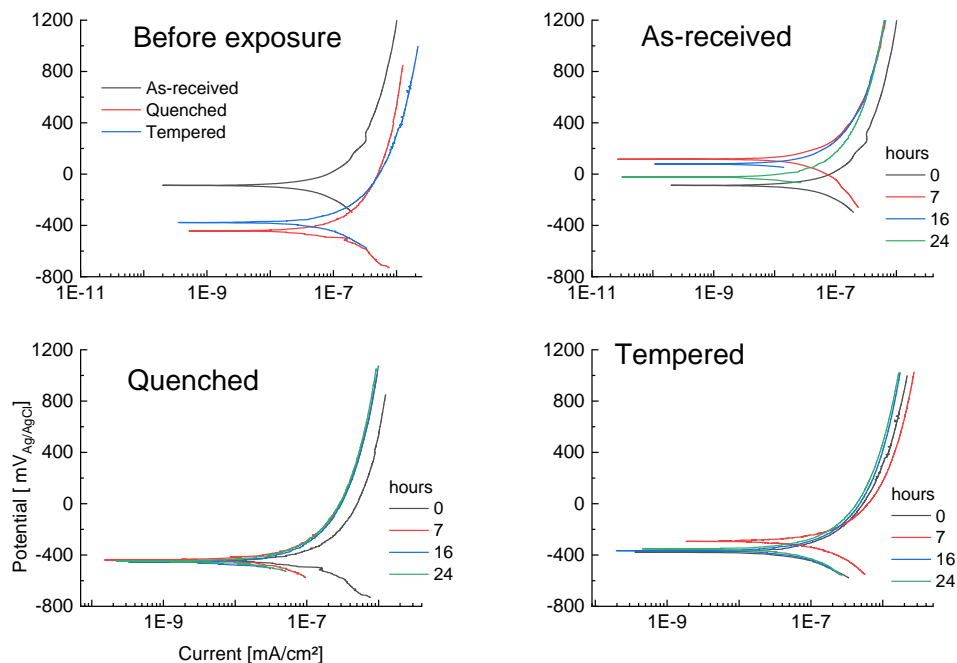 Before exposure
1200
800
400
0
-400
-800
As-received
Quenched
Tempered
1E-11
1E-9
1E-7
As-received
1200
800
400
0
-400
-800
hours
0
7
16
24
1E-11
1E-9
1E-7
Quenched
1200
800
400
0
-400
-800
Potential [ mV Ag/AgCl]
hours
0
7
16
24
1E-9
1E-7
Current [mA/cm²]
Tempered
1200
800
400
0
-400
-800
hours
0
7
16
24
1E-9
1E-7